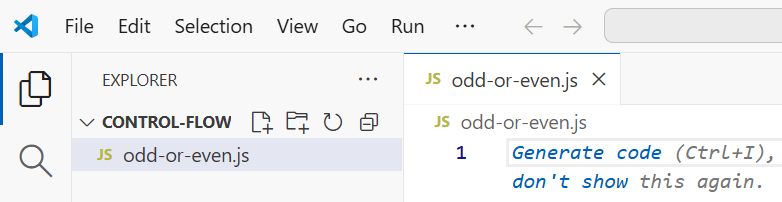 File Edit Selection View Go Run ...
EXPLORER ...
JS odd-or-even.js
CONTROL-FLOW
JS odd-or-even.js
JS odd-or-even.js
1 Generate code (Ctrl+I),
don't show this again.